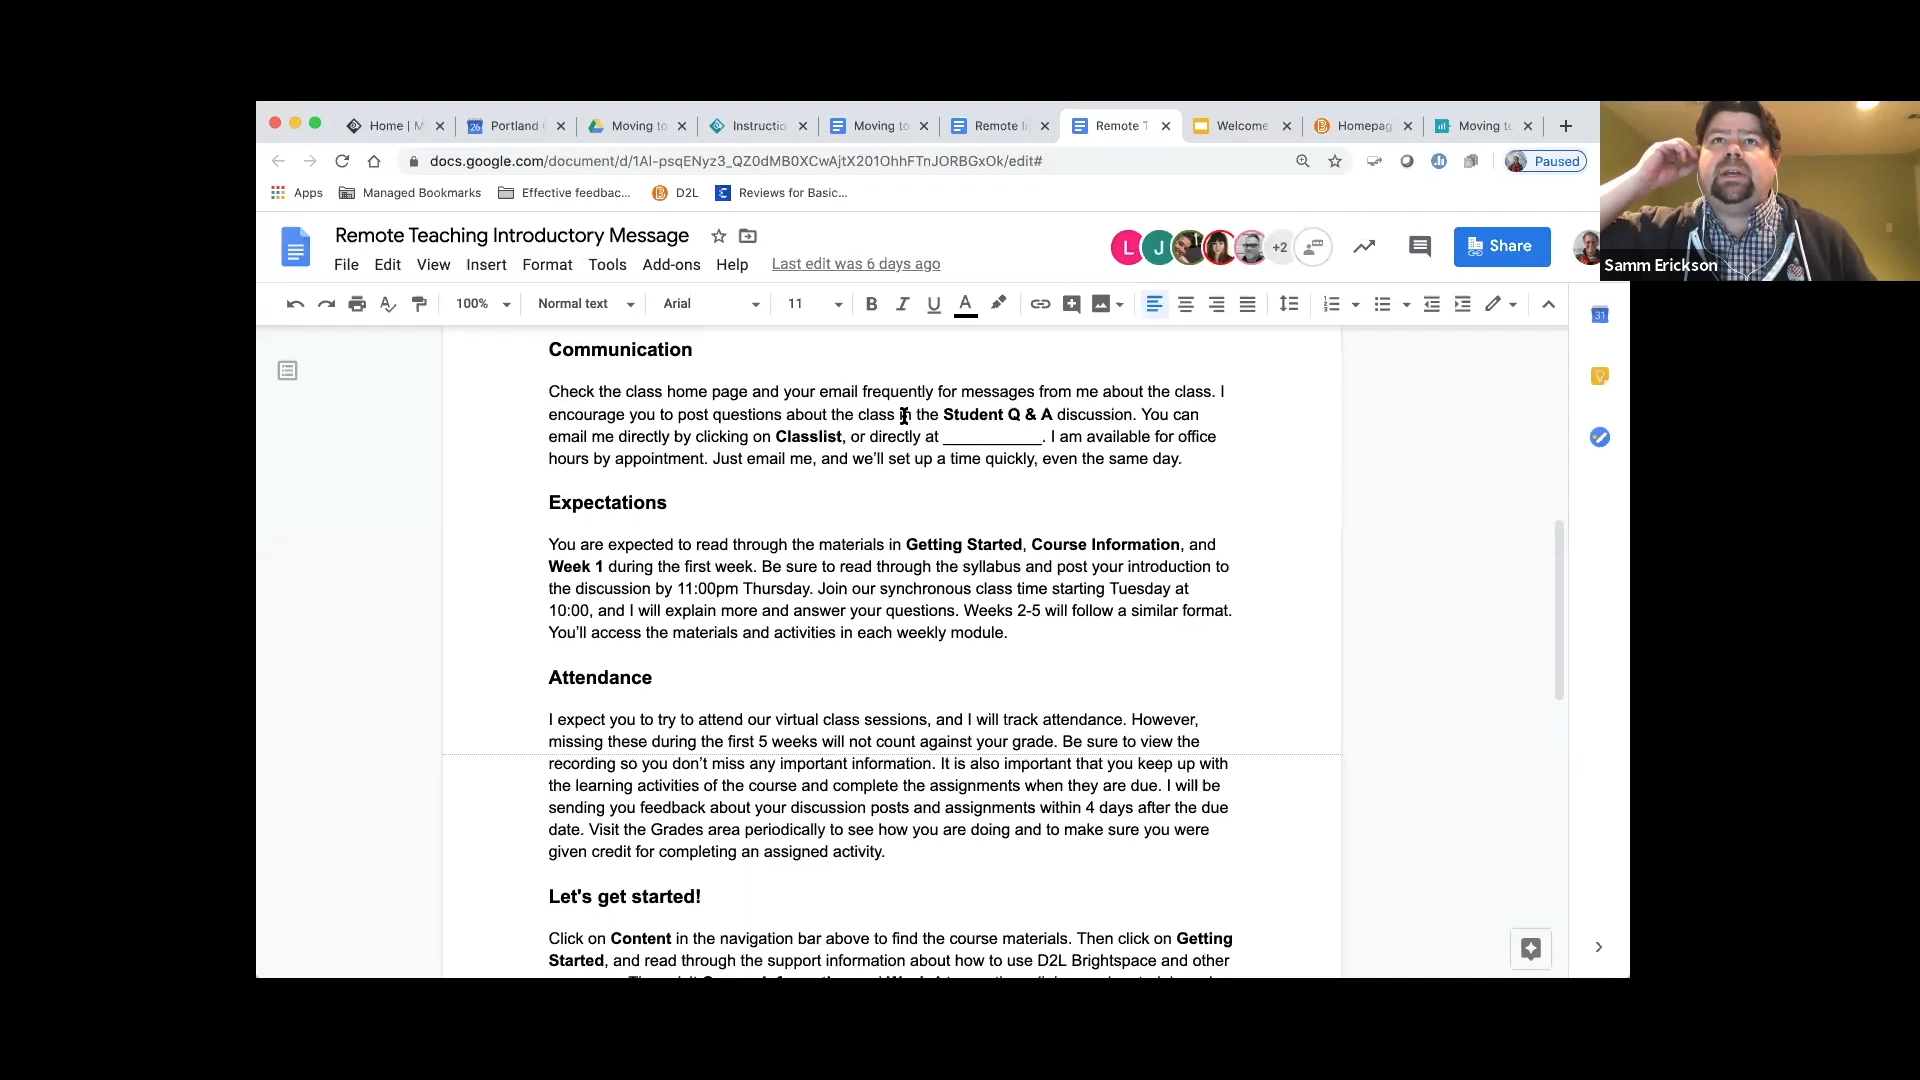 Home | M
26
Portland
Moving to
Instructio
Moving to
Remote I
Remote T
Welcome
Homepag
Moving to
docs.google.com/document/d/1Al-psqENyz3_QZ0dMB0XCwAjtX201OhhFTnJORBGxOk/edit#
Paused
Apps
Managed Bookmarks
Effective feedbac...
D2L
Reviews for Basic...
Remote Teaching Introductory Message
L
J
+2
Share
File Edit View Insert Format Tools Add-ons Help Last edit was 6 days ago
Samm Erickson
100% Normal text Arial 11 B I U A
31
Communication
Check the class home page and your email frequently for messages from me about the class. I
encourage you to post questions about the class in the Student Q & A discussion. You can
email me directly by clicking on Classlist, or directly at ___________. I am available for office
hours by appointment. Just email me, and we’ll set up a time quickly, even the same day.
Expectations
You are expected to read through the materials in Getting Started, Course Information, and
Week 1 during the first week. Be sure to read through the syllabus and post your introduction to
the discussion by 11:00pm Thursday. Join our synchronous class time starting Tuesday at
10:00, and I will explain more and answer your questions. Weeks 2-5 will follow a similar format.
You’ll access the materials and activities in each weekly module.
Attendance
I expect you to try to attend our virtual class sessions, and I will track attendance. However,
missing these during the first 5 weeks will not count against your grade. Be sure to view the
recording so you don’t miss any important information. It is also important that you keep up with
the learning activities of the course and complete the assignments when they are due. I will be
sending you feedback about your discussion posts and assignments within 4 days after the due
date. Visit the Grades area periodically to see how you are doing and to make sure you were
given credit for completing an assigned activity.
Let's get started!
Click on Content in the navigation bar above to find the course materials. Then click on Getting
Started, and read through the support information about how to use D2L Brightspace and other